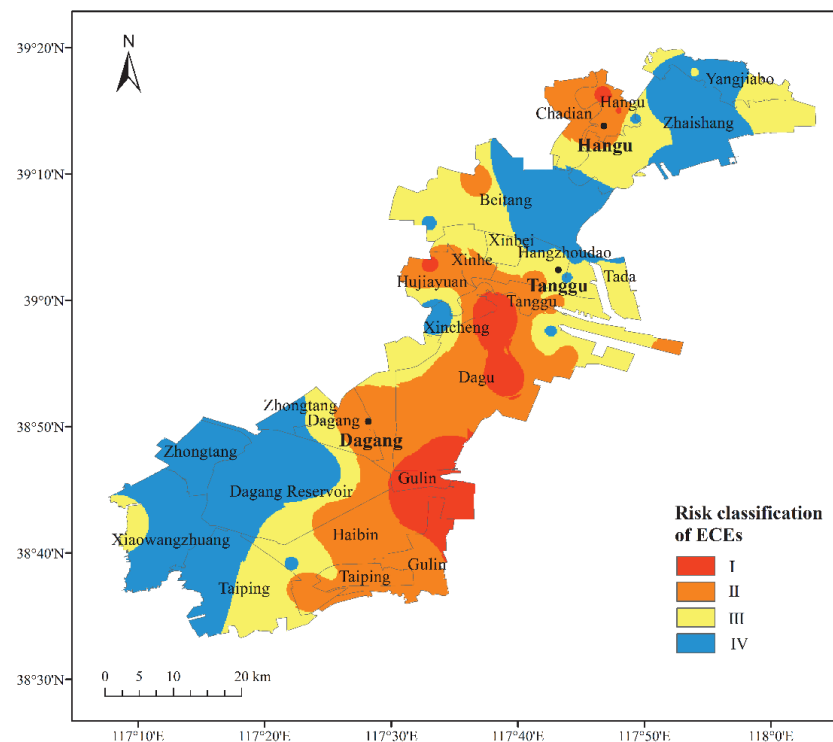 N
39°20'N
39°10'N
39°0'N
38°50'N
38°40'N
38°30'N
Yangjiabo
Hangu
Chadian
Zhaishang
Hangu
Beitang
Xinbei
Hangzhoudao
Xinhe
Tada
Hujiayuan
Tanggu
Tanggu
Xincheng
Dagu
Zhongtang
Dagang
Dagang
Zhongtang
Gulin
Dagang Reservoir
Haibin
Xiaowangzhuang
Gulin
Taiping
Taiping
Risk classification
of ECEs
I
II
III
IV
0 5 10 20 km
117°10'E 117°20'E 117°30'E 117°40'E 117°50'E 118°0'E